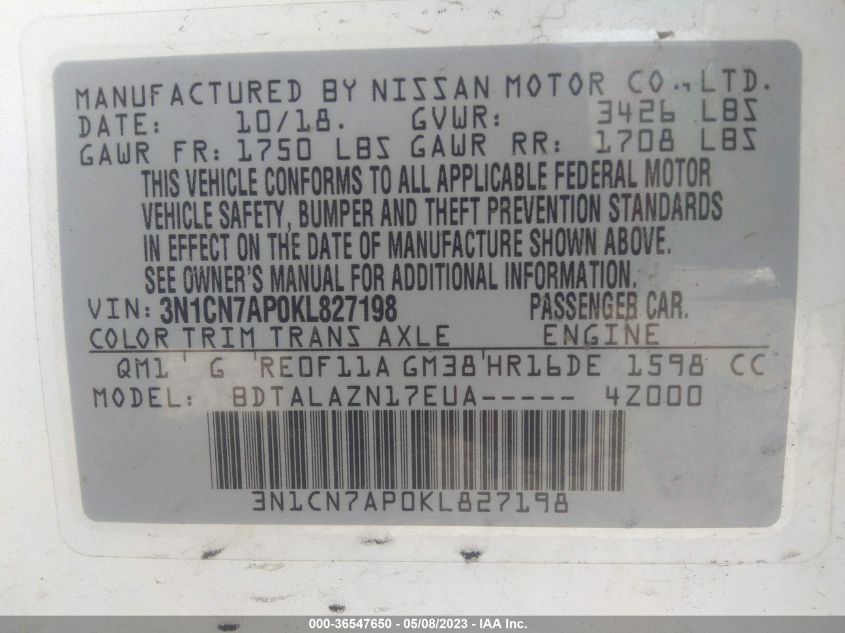 MANUFACTURED BY NISSAN MOTOR CO., LTD.
DATE: 10/18. GVWR: 3426 LBS
GAWR FR: 1750 LBS GAWR RR: 1708 LBS
THIS VEHICLE CONFORMS TO ALL APPLICABLE FEDERAL MOTOR
VEHICLE SAFETY, BUMPER AND THEFT PREVENTION STANDARDS
IN EFFECT ON THE DATE OF MANUFACTURE SHOWN ABOVE.
SEE OWNER'S MANUAL FOR ADDITIONAL INFORMATION.
VIN: 3N1CN7AP0KL827198 PASSENGER CAR.
COLOR TRIM TRANS AXLE ENGINE
QM1 ' G ' RE0F11A GM38 ' HR16DE 1598 CC
MODEL: BDTALAZN17EUA----- 4Z000
3N1CN7AP0KL827198
000-36547650 - 05/08/2023 - IAA Inc.